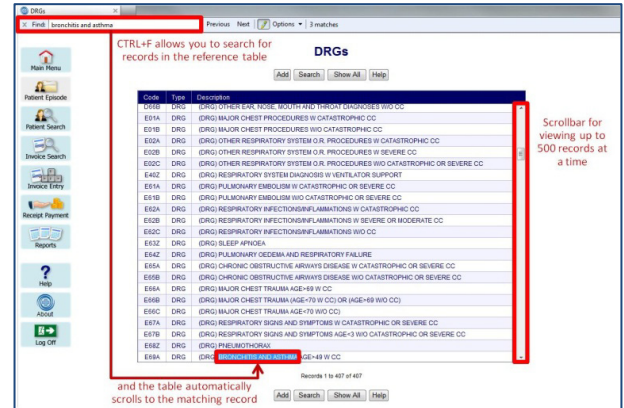 DRGs
× Find: bronchitis and asthma Previous Next Options 3 matches
CTRL+F allows you to search for
records in the reference table
DRGs
Add Search Show All Help
Main Menu
Patient Episode
Patient Search
Invoice Search
Invoice Entry
Receipt Payment
Reports
Help
About
Log Off
Code Type Description
D66B DRG (DRG) OTHER EAR, NOSE, MOUTH AND THROAT DIAGNOSES W/O CC
E01A DRG (DRG) MAJOR CHEST PROCEDURES W CATASTROPHIC CC
E01B DRG (DRG) MAJOR CHEST PROCEDURES W/O CATASTROPHIC CC
E02A DRG (DRG) OTHER RESPIRATORY SYSTEM O.R. PROCEDURES W CATASTROPHIC CC
E02B DRG (DRG) OTHER RESPIRATORY SYSTEM O.R. PROCEDURES W SEVERE CC
E02C DRG (DRG) OTHER RESPIRATORY SYSTEM O.R. PROCEDURES W/O CATASTROPHIC OR SEVERE CC
E40Z DRG (DRG) RESPIRATORY SYSTEM DIAGNOSIS W VENTILATOR SUPPORT
E61A DRG (DRG) PULMONARY EMBOLISM W CATASTROPHIC OR SEVERE CC
E61B DRG (DRG) PULMONARY EMBOLISM W/O CATASTROPHIC OR SEVERE CC
E62A DRG (DRG) RESPIRATORY INFECTIONS/INFLAMMATIONS W CATASTROPHIC CC
E62B DRG (DRG) RESPIRATORY INFECTIONS/INFLAMMATIONS W SEVERE OR MODERATE CC
E62C DRG (DRG) RESPIRATORY INFECTIONS/INFLAMMATIONS W/O CC
E63Z DRG (DRG) SLEEP APNOEA
E64Z DRG (DRG) PULMONARY OEDEMA AND RESPIRATORY FAILURE
E65A DRG (DRG) CHRONIC OBSTRUCTIVE AIRWAYS DISEASE W CATASTROPHIC OR SEVERE CC
E65B DRG (DRG) CHRONIC OBSTRUCTIVE AIRWAYS DISEASE W/O CATASTROPHIC OR SEVERE CC
E66A DRG (DRG) MAJOR CHEST TRAUMA AGE>69 W CC
E66B DRG (DRG) MAJOR CHEST TRAUMA (AGE<70 W CC) OR (AGE>69 W/O CC)
E66C DRG (DRG) MAJOR CHEST TRAUMA AGE<70 W/O CC)
E67A DRG (DRG) RESPIRATORY SIGNS AND SYMPTOMS W CATASTROPHIC OR SEVERE CC
E67B DRG (DRG) RESPIRATORY SIGNS AND SYMPTOMS AGE<3 W/O CATASTROPHIC OR SEVERE CC
E68Z DRG (DRG) PNEUMOTHORAX
E69A DRG (DRG) BRONCHITIS AND ASTHMA AGE>49 W CC
Scrollbar for
viewing up to
500 records at
a time
Records 1 to 407 of 407
and the table automatically
scrolls to the matching record
Add Search Show All Help